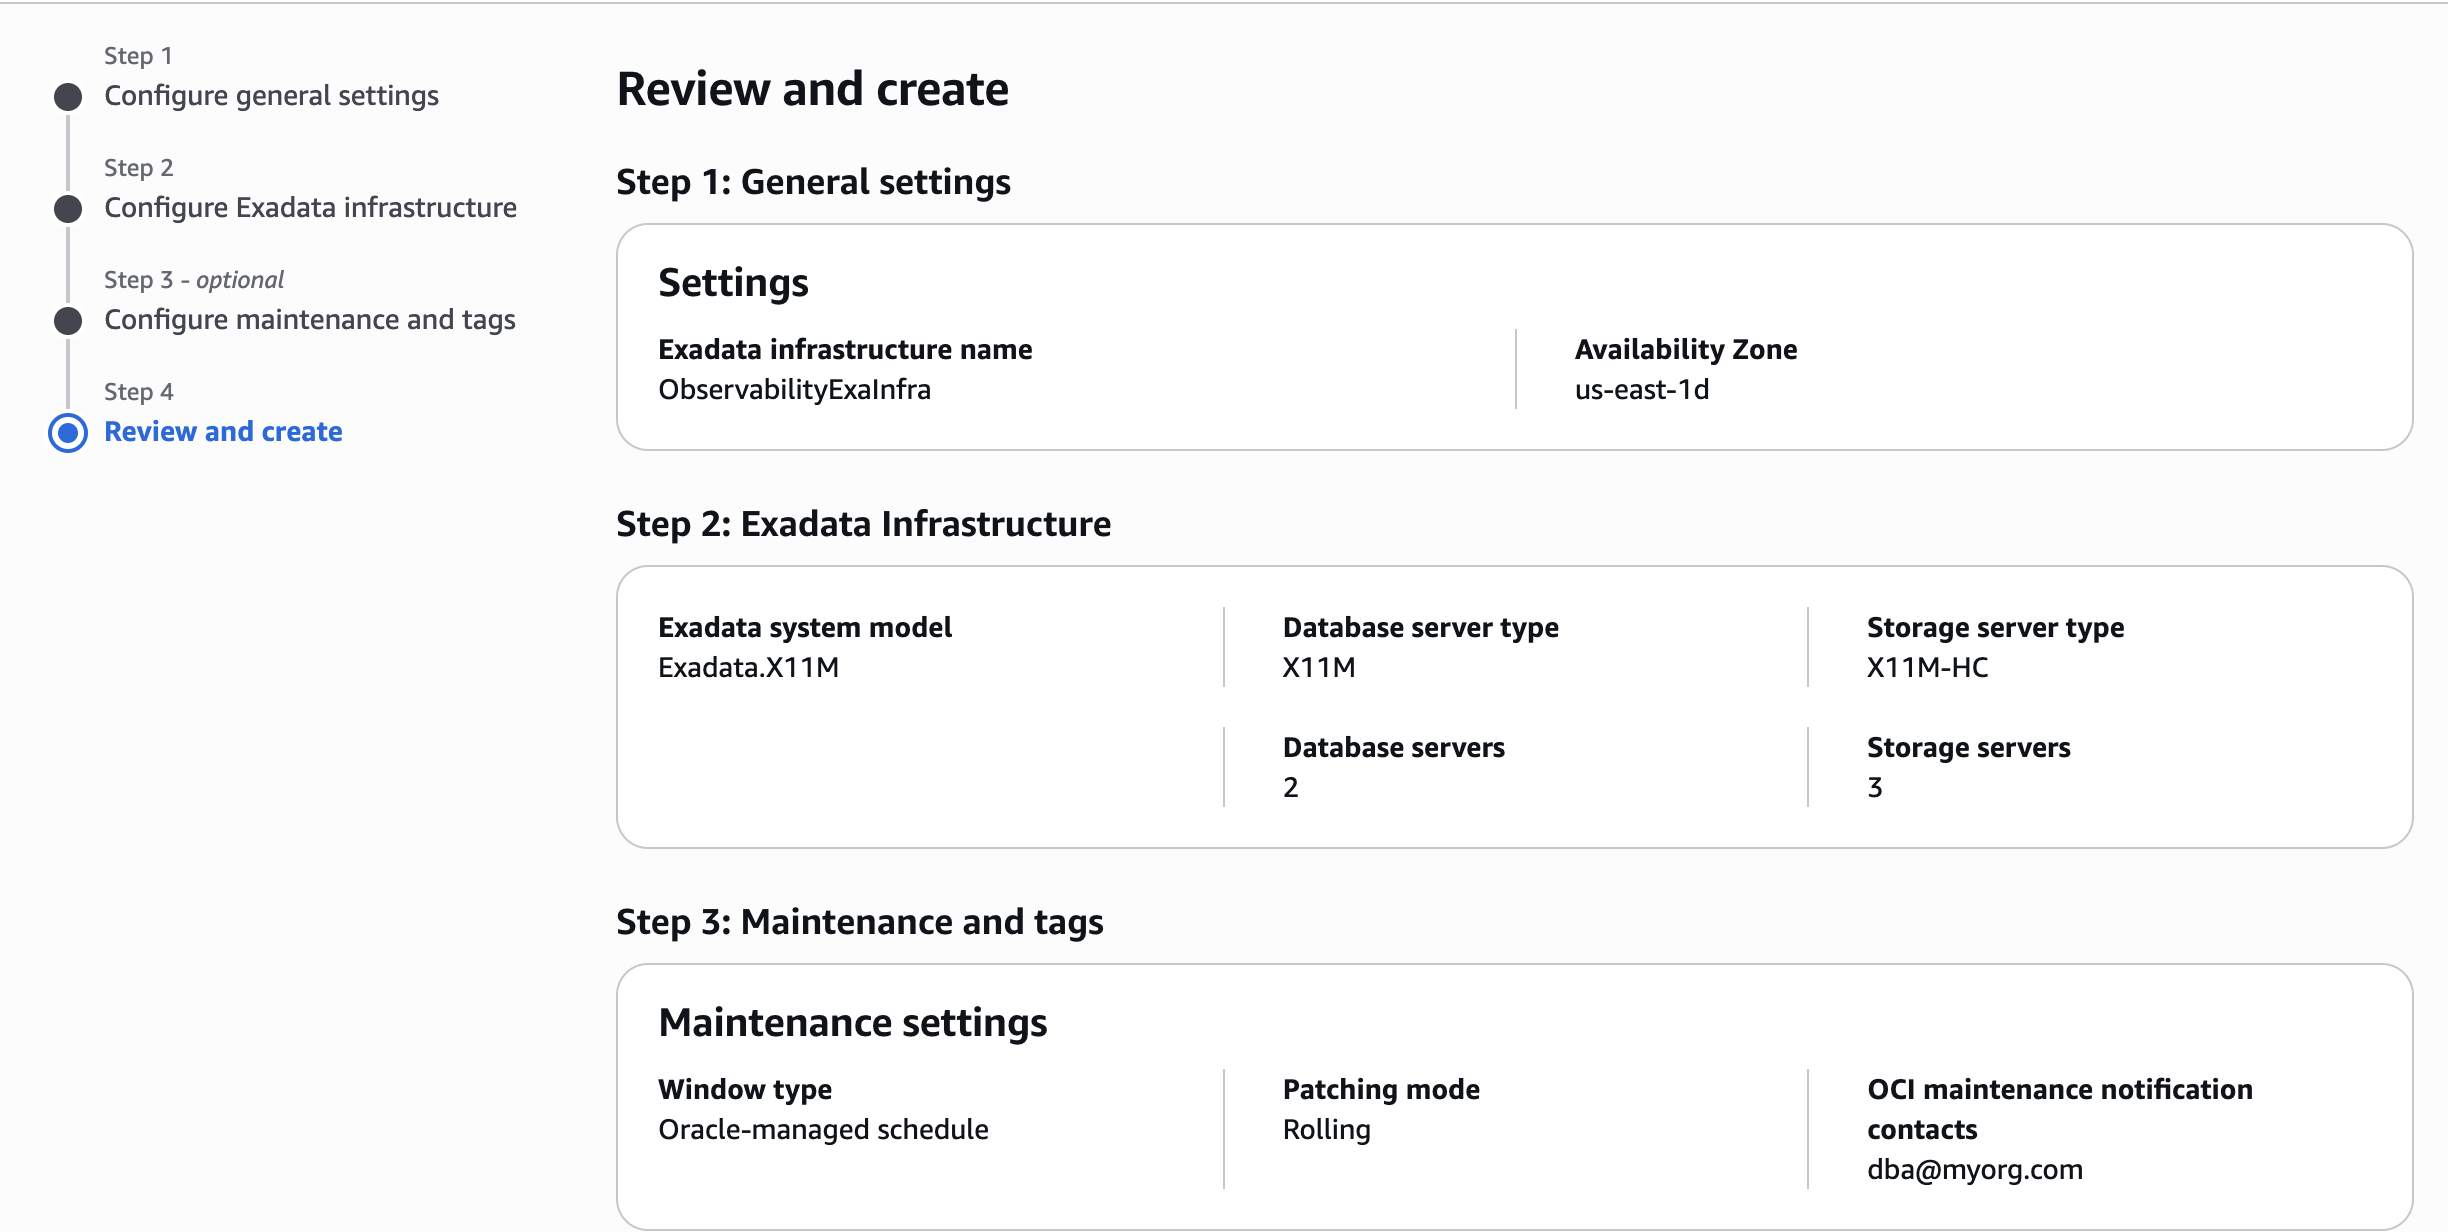 Step 1
Configure general settings
Step 2
Configure Exadata infrastructure
Step 3 - optional
Configure maintenance and tags
Step 4
Review and create
Review and create
Step 1: General settings
Settings
Exadata infrastructure name
ObservabilityExaInfra
Availability Zone
us-east-1d
Step 2: Exadata Infrastructure
Exadata system model
Exadata.X11M
Database server type
X11M
Storage server type
X11M-HC
Database servers
2
Storage servers
3
Step 3: Maintenance and tags
Maintenance settings
Window type
Oracle-managed schedule
Patching mode
Rolling
OCI maintenance notification
contacts
dba@myorg.com